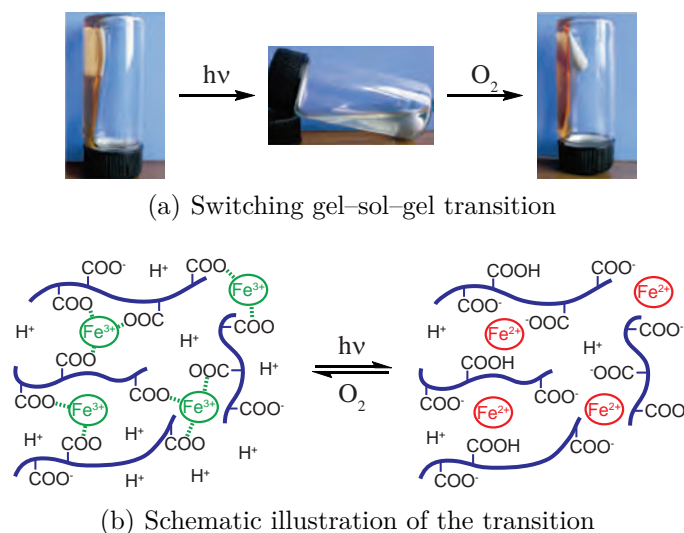 hν
O₂
(a) Switching gel–sol–gel transition
COO⁻ H⁺ COO
Fe³⁺
COO OOC COO
H⁺ Fe³⁺ H⁺
COO OOC H⁺
COO COO
Fe³⁺ Fe³⁺ COO⁻
COO H⁺ COO H⁺
H⁺
COO⁻ H⁺ H⁺
hν
O₂
COOH COO⁻
Fe²⁺
COO⁻ ⁻OOC COO⁻
H⁺ Fe²⁺
COOH H⁺
⁻OOC
COO⁻ COO⁻
Fe²⁺ Fe²⁺ COO
H⁺ COOH COO⁻
COO⁻
(b) Schematic illustration of the transition